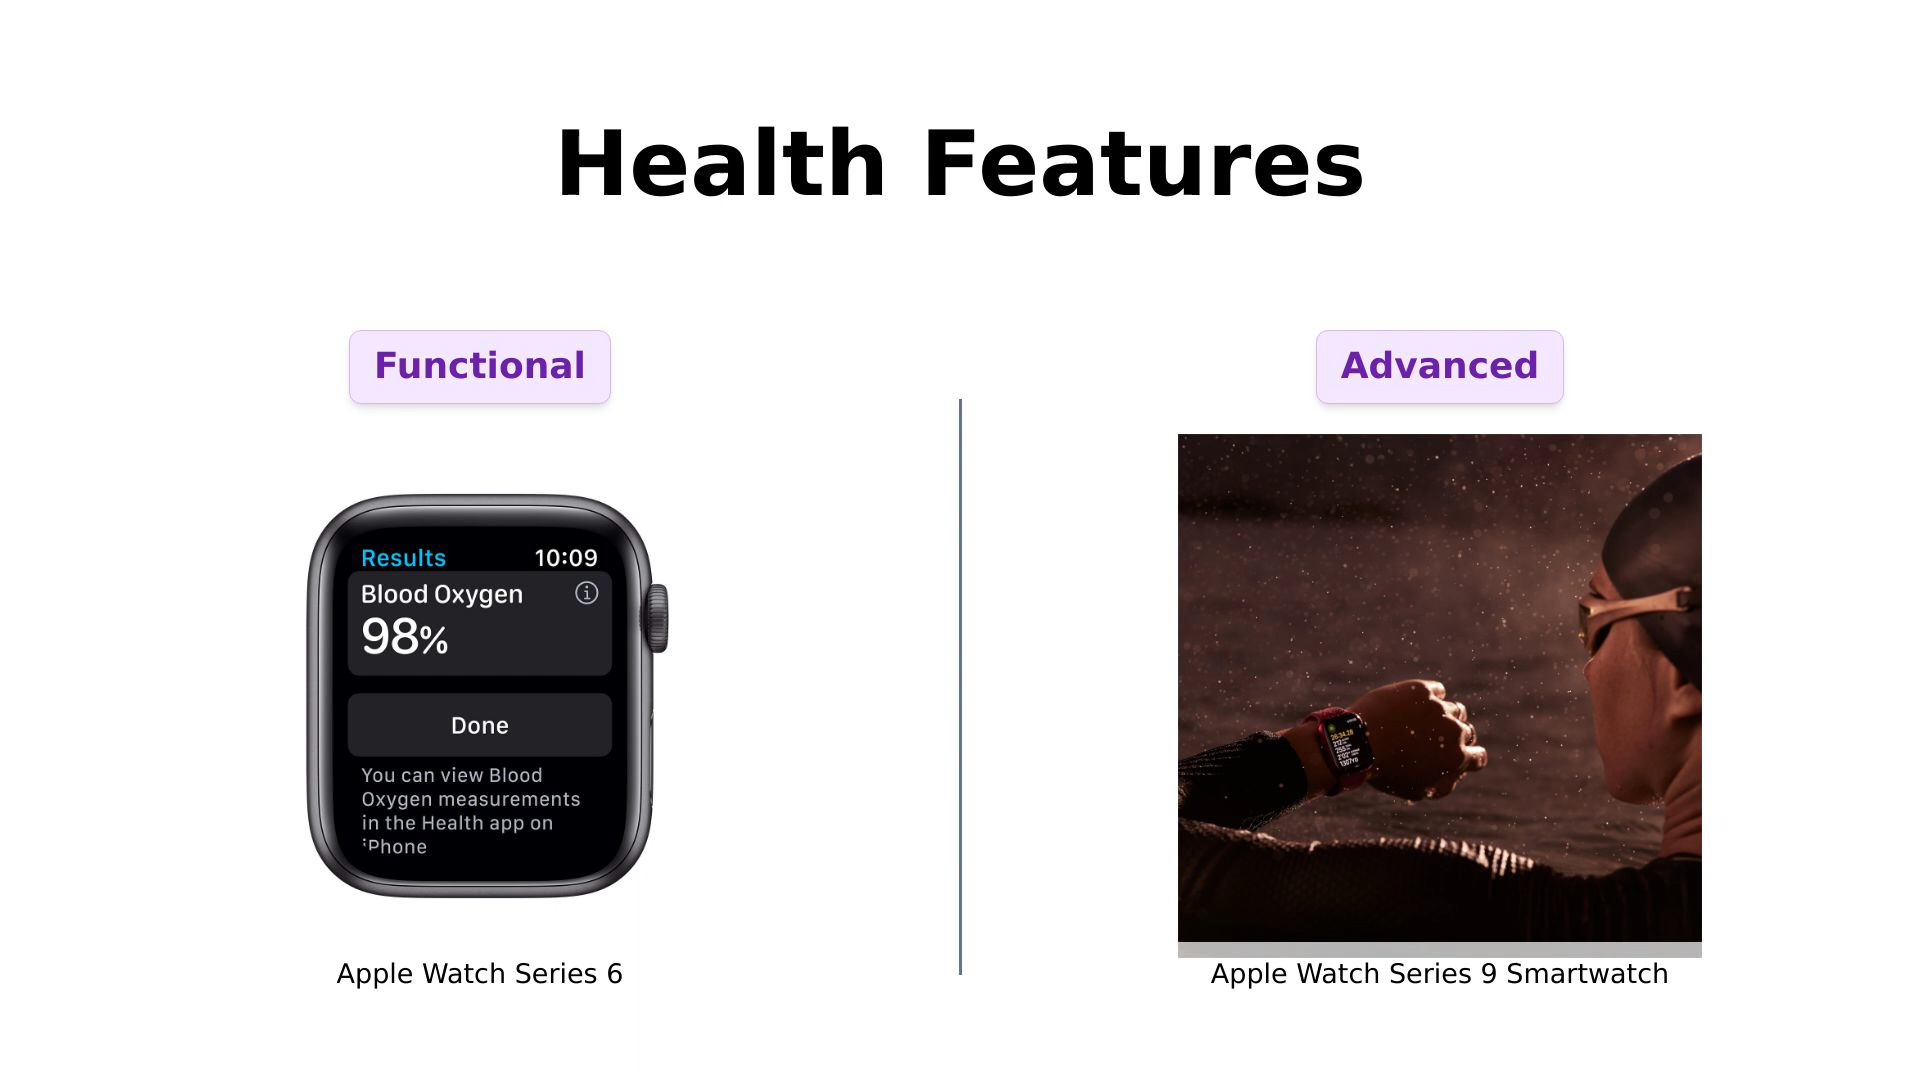 Health Features
Functional
Advanced
Results 10:09
Blood Oxygen
98%
Done
You can view Blood
Oxygen measurements
in the Health app on
iPhone
Apple Watch Series 6
Apple Watch Series 9 Smartwatch